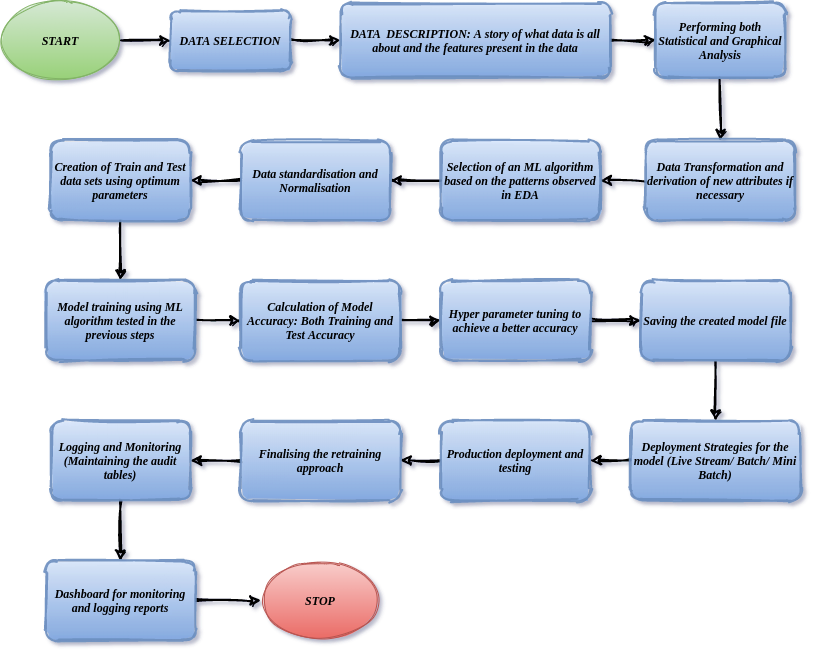 START
DATA SELECTION
DATA DESCRIPTION: A story of what data is all
about and the features present in the data
Performing both
Statistical and Graphical
Analysis
Data Transformation and
derivation of new attributes if
necessary
Selection of an ML algorithm
based on the patterns observed
in EDA
Data standardisation and
Normalisation
Creation of Train and Test
data sets using optimum
parameters
Model training using ML
algorithm tested in the
previous steps
Calculation of Model
Accuracy: Both Training and
Test Accuracy
Hyper parameter tuning to
achieve a better accuracy
Saving the created model file
Deployment Strategies for the
model (Live Stream/ Batch/ Mini
Batch)
Production deployment and
testing
Finalising the retraining
approach
Logging and Monitoring
(Maintaining the audit
tables)
Dashboard for monitoring
and logging reports
STOP